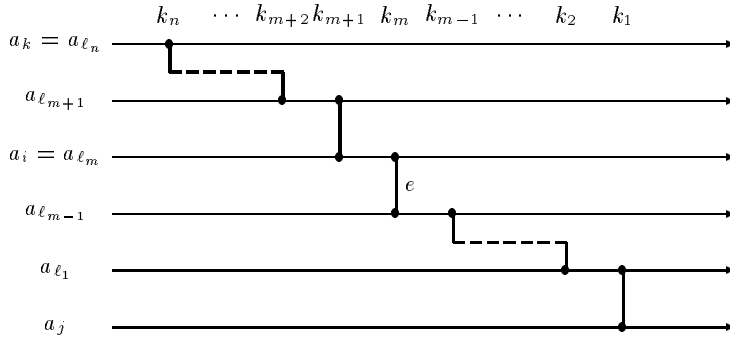 k_n ⋯ k_{m+2} k_{m+1} k_m k_{m−1} ⋯ k_2 k_1
a_k = a_{ℓ_n}
a_{ℓ_{m+1}}
a_i = a_{ℓ_m}
e
a_{ℓ_{m−1}}
a_{ℓ_1}
a_j